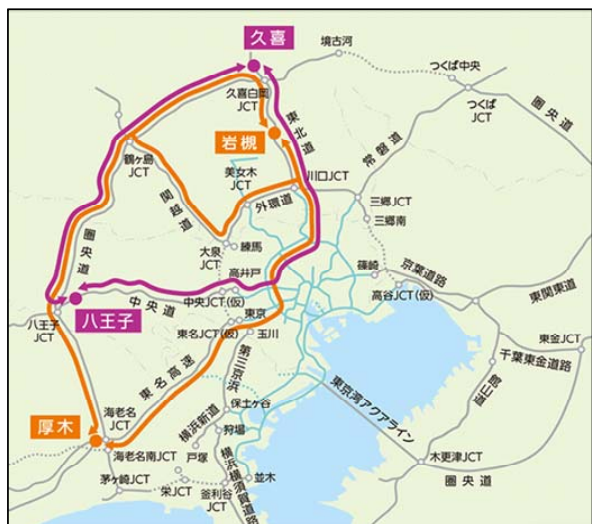 久喜
境古河
つくば中央
久喜白岡
JCT
つくば
JCT
圏央道
東北道
岩槻
常磐道
鶴ヶ島
JCT
美女木
JCT
川口JCT
関越道
外環道
三郷JCT
三郷南
大泉
JCT
練馬
圏央道
高井戸
篠崎
京葉道路
高谷JCT(仮)
東関東道
中央道
中央JCT(仮)
八王子
八王子
JCT
東京
東名JCT(仮)
玉川
東名高速
第三京浜
東金JCT
千葉東金道路
館山道
東京湾アクアライン
厚木
海老名
JCT
海老名南JCT
横浜新道
保土ヶ谷
狩場
戸塚
茅ヶ崎JCT
栄JCT
釜利谷
JCT
並木
横浜横須賀道路
木更津JCT
圏央道